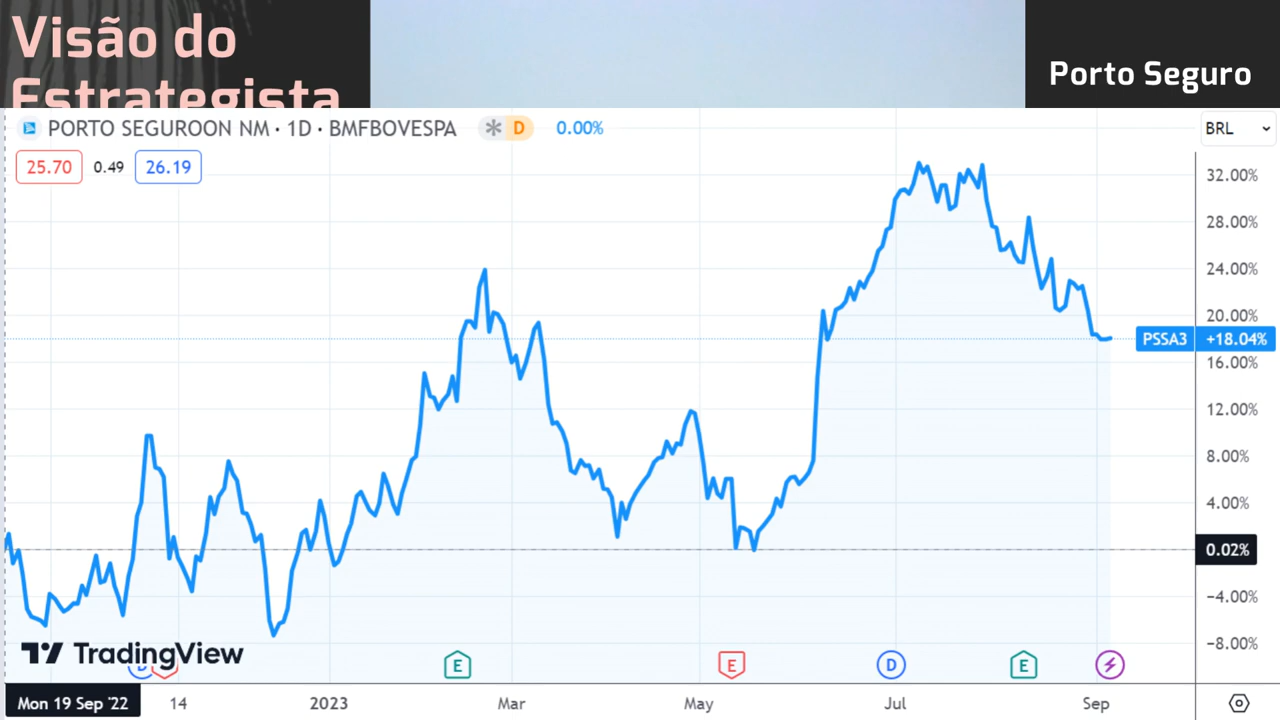 Visão do
Estrategista
Porto Seguro
PORTO SEGUROON NM · 1D · BMFBOVESPA
D
0.00%
BRL
25.70
0.49
26.19
32.00%
28.00%
24.00%
20.00%
PSSA3
+18.04%
16.00%
12.00%
8.00%
4.00%
0.02%
−4.00%
−8.00%
TradingView
D
E
E
D
E
Mon 19 Sep '22
14
2023
Mar
May
Jul
Sep